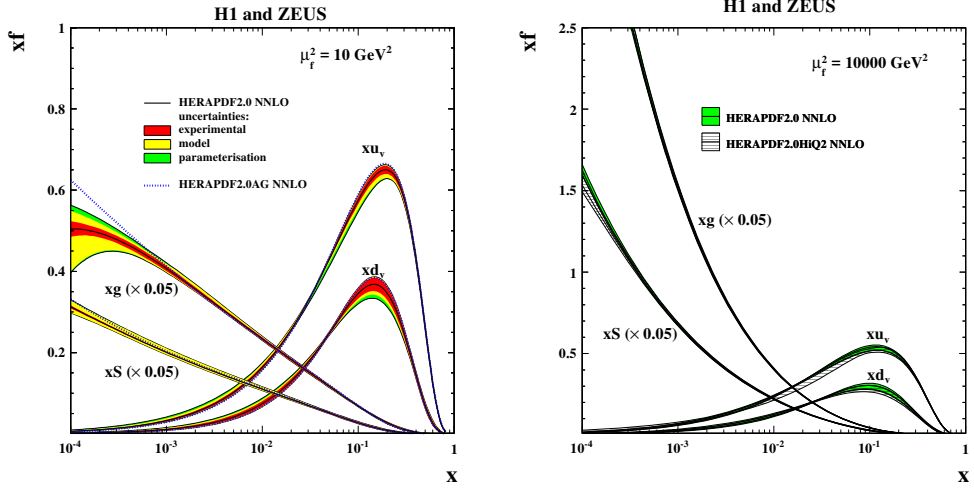 H1 and ZEUS
xf
1
0.8
0.6
0.4
0.2
μ_f^2 = 10 GeV^2
HERAPDF2.0 NNLO
uncertainties:
experimental
model
parameterisation
HERAPDF2.0AG NNLO
xu_v
xd_v
xg (× 0.05)
xS (× 0.05)
10^-4
10^-3
10^-2
10^-1
1
x
H1 and ZEUS
xf
2.5
2
1.5
1
0.5
μ_f^2 = 10000 GeV^2
HERAPDF2.0 NNLO
HERAPDF2.0HiQ2 NNLO
xg (× 0.05)
xS (× 0.05)
xu_v
xd_v
10^-4
10^-3
10^-2
10^-1
1
x